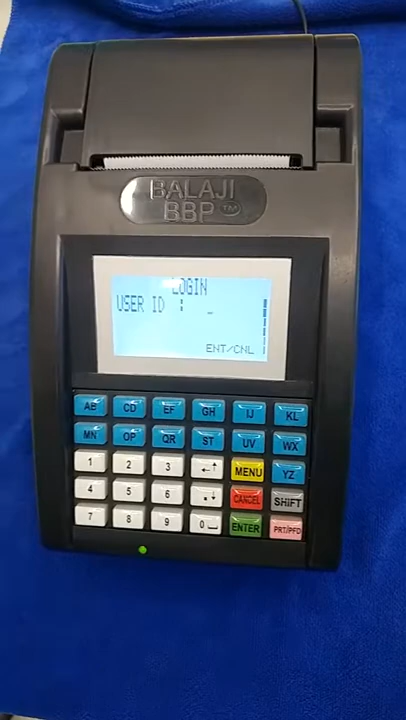 BALAJI
BBP™
LOGIN
USER ID : _
ENT/CNL
AB CD EF GH IJ KL
MN OP QR ST UV WX
1 2 3 ←↑ MENU YZ
4 5 6 .↓ CANCEL SHIFT
7 8 9 0 ENTER PRT/PFD